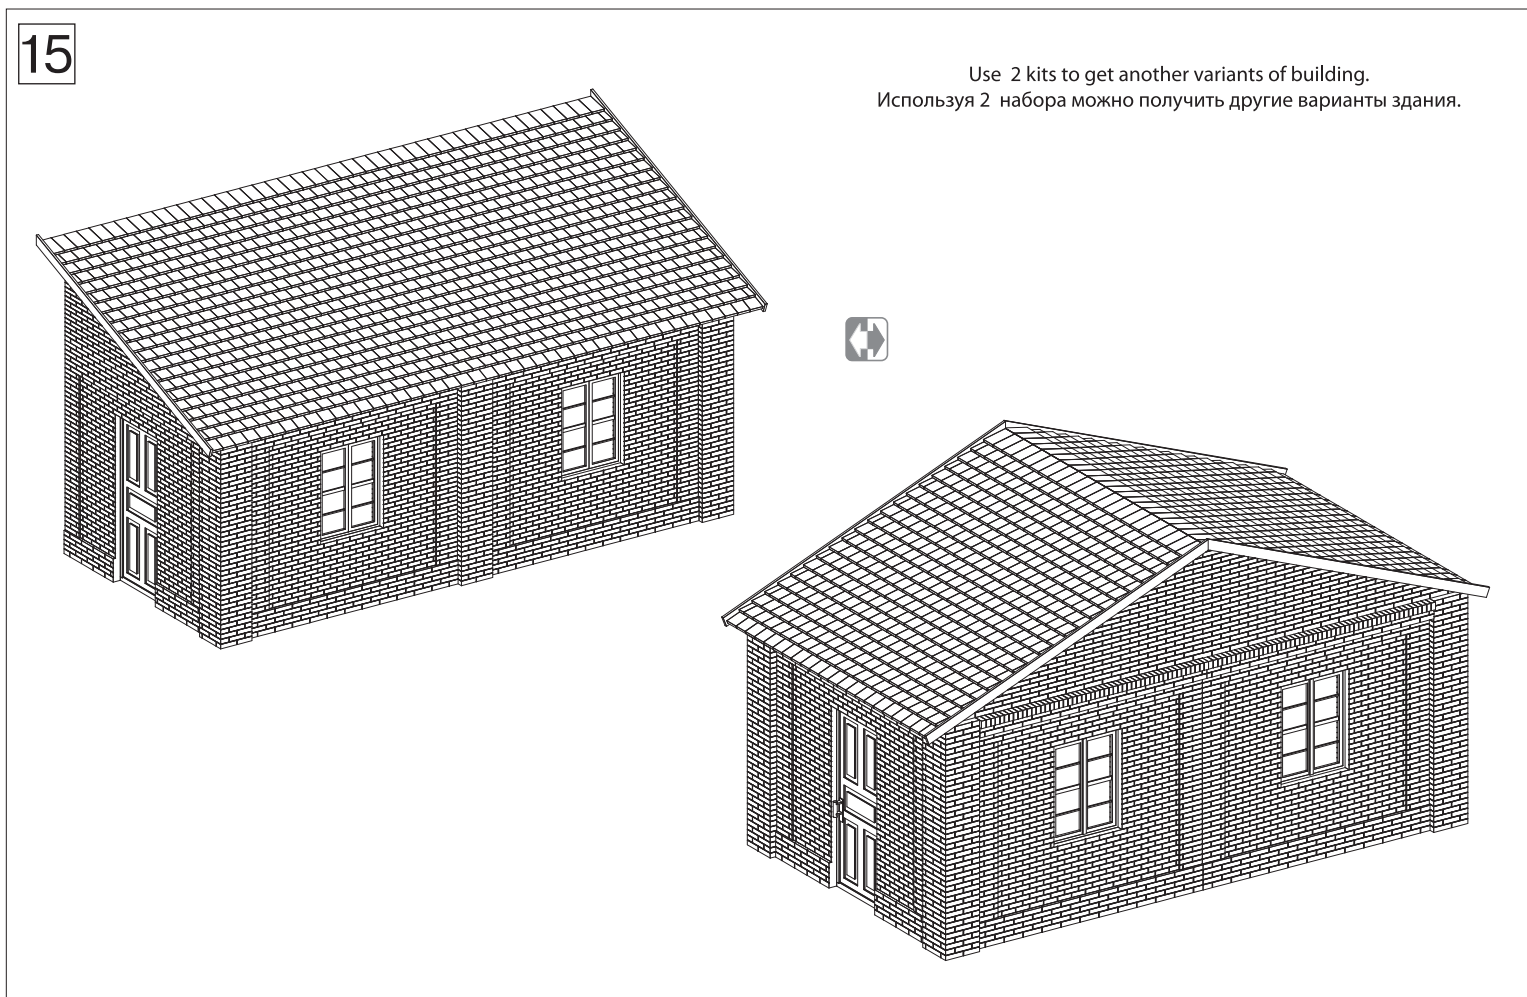 15
Use 2 kits to get another variants of building.
Используя 2 набора можно получить другие варианты здания.